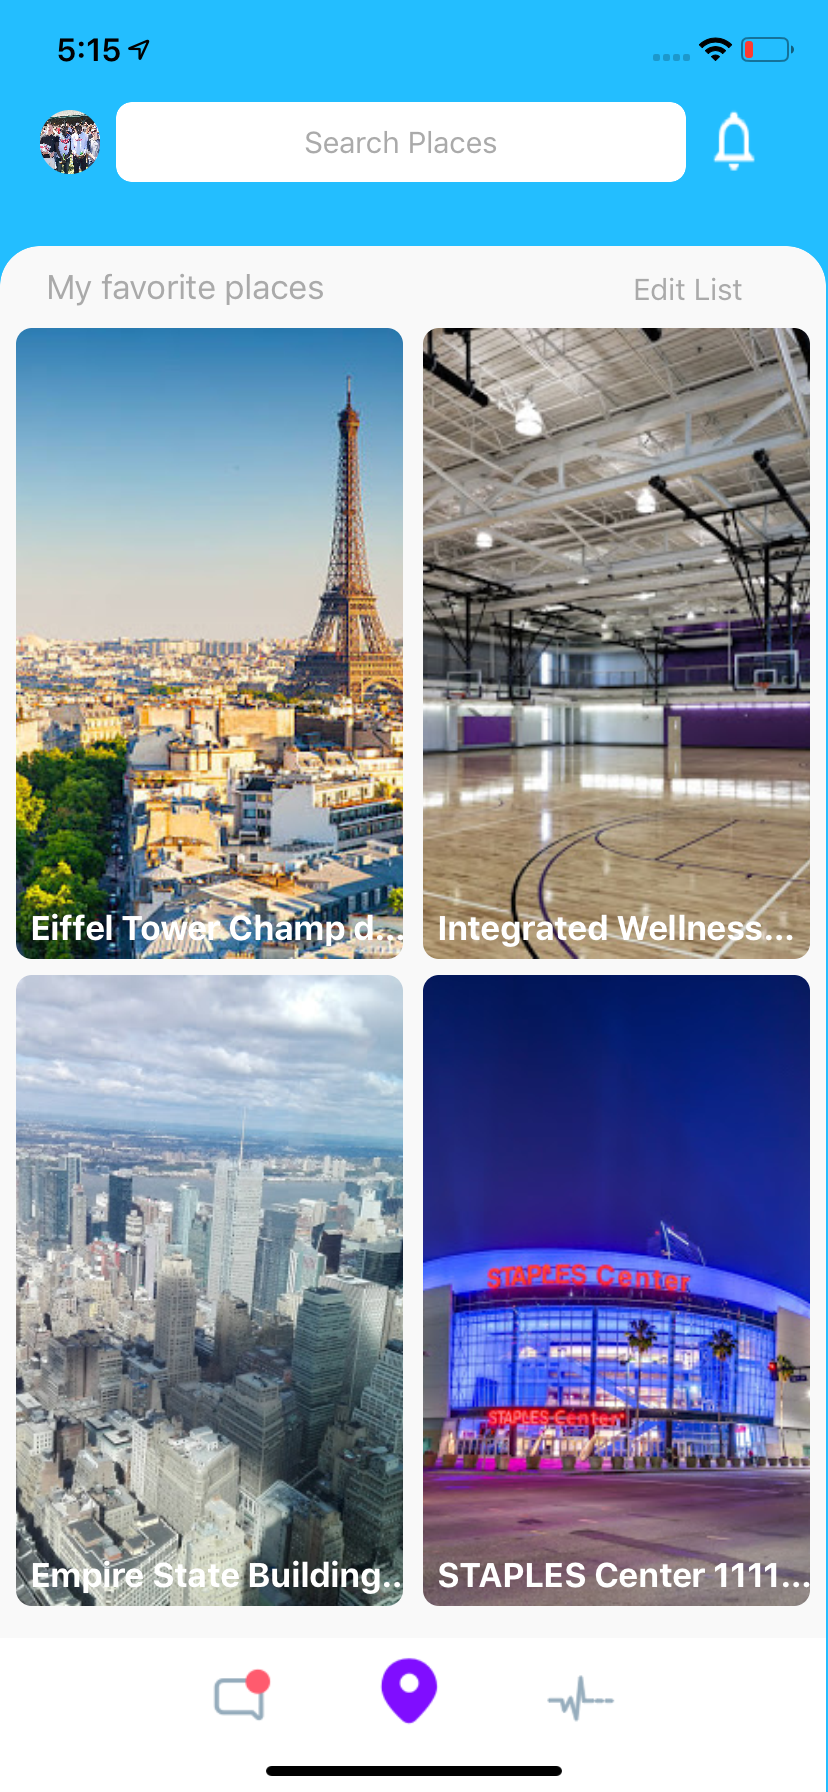 5:15
Search Places
My favorite places
Edit List
Eiffel Tower Champ d...
Integrated Wellness...
STAPLES Center
STAPLES Center
Empire State Building...
STAPLES Center 1111...